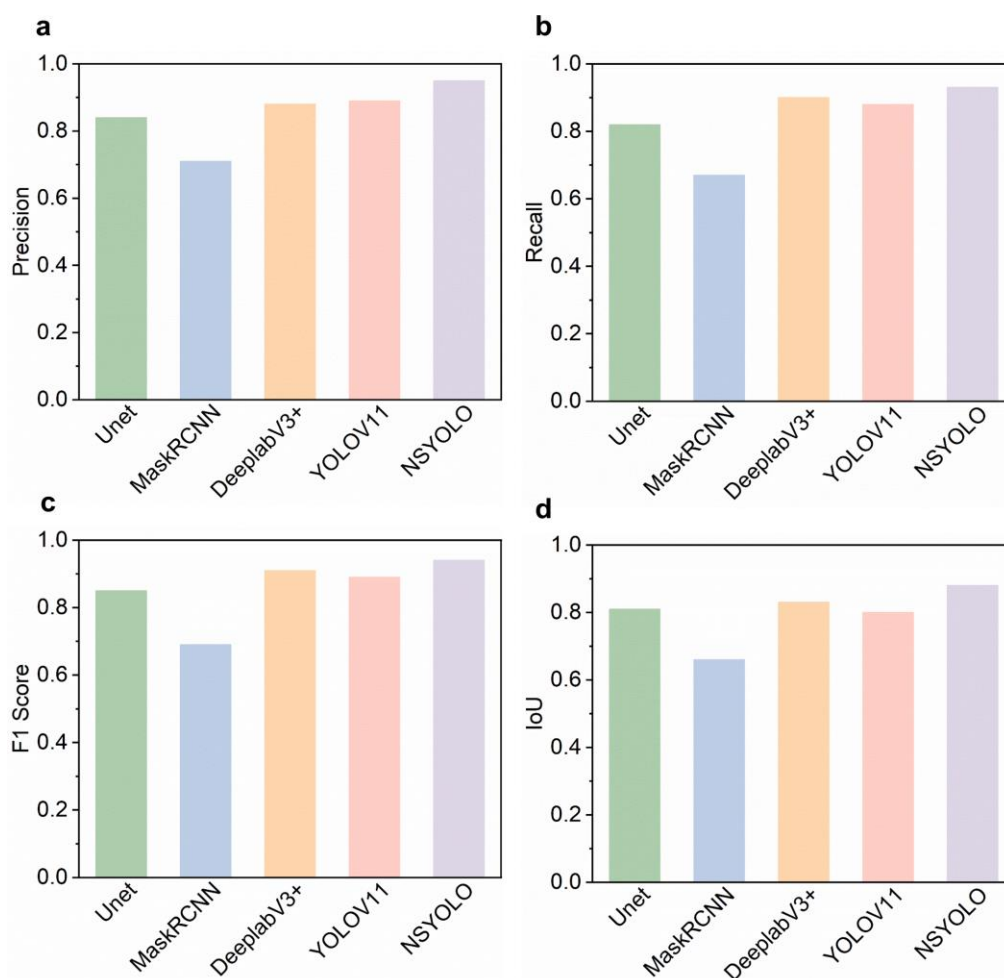 a
Precision
1.0
0.8
0.6
0.4
0.2
0.0
Unet
MaskRCNN
DeeplabV3+
YOLOV11
NSYOLO
b
Recall
1.0
0.8
0.6
0.4
0.2
0.0
Unet
MaskRCNN
DeeplabV3+
YOLOV11
NSYOLO
c
F1 Score
1.0
0.8
0.6
0.4
0.2
0.0
Unet
MaskRCNN
DeeplabV3+
YOLOV11
NSYOLO
d
IoU
1.0
0.8
0.6
0.4
0.2
0.0
Unet
MaskRCNN
DeeplabV3+
YOLOV11
NSYOLO